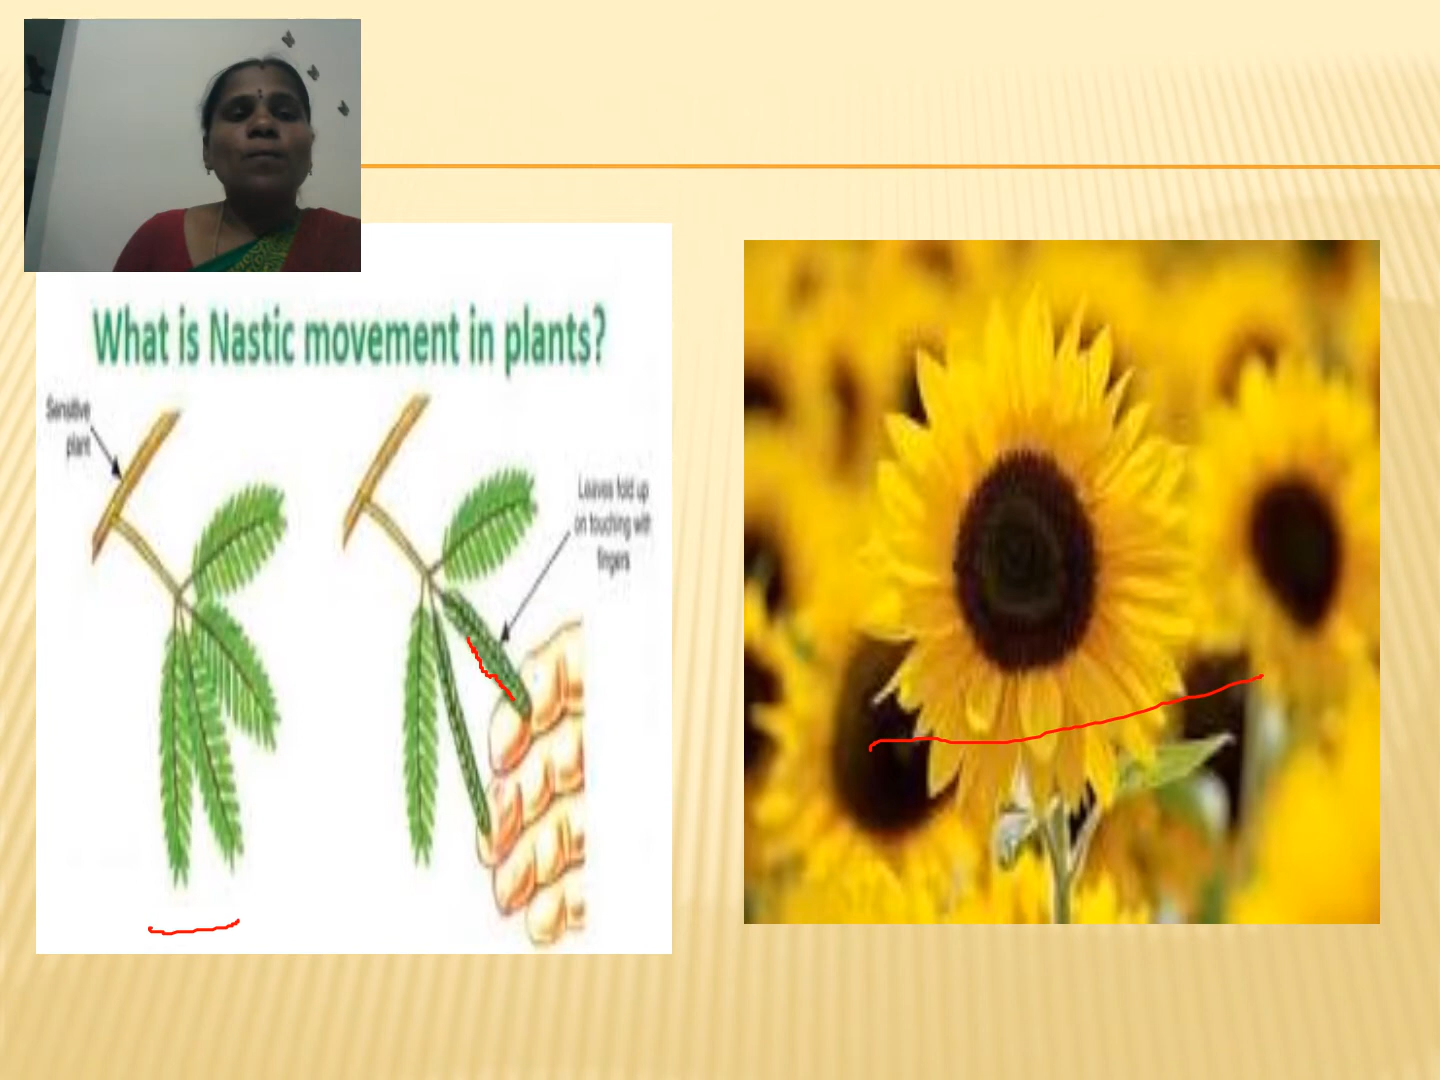 What is Nastic movement in plants?
Sensitive
plant
Leaves fold up
on touching with
fingers